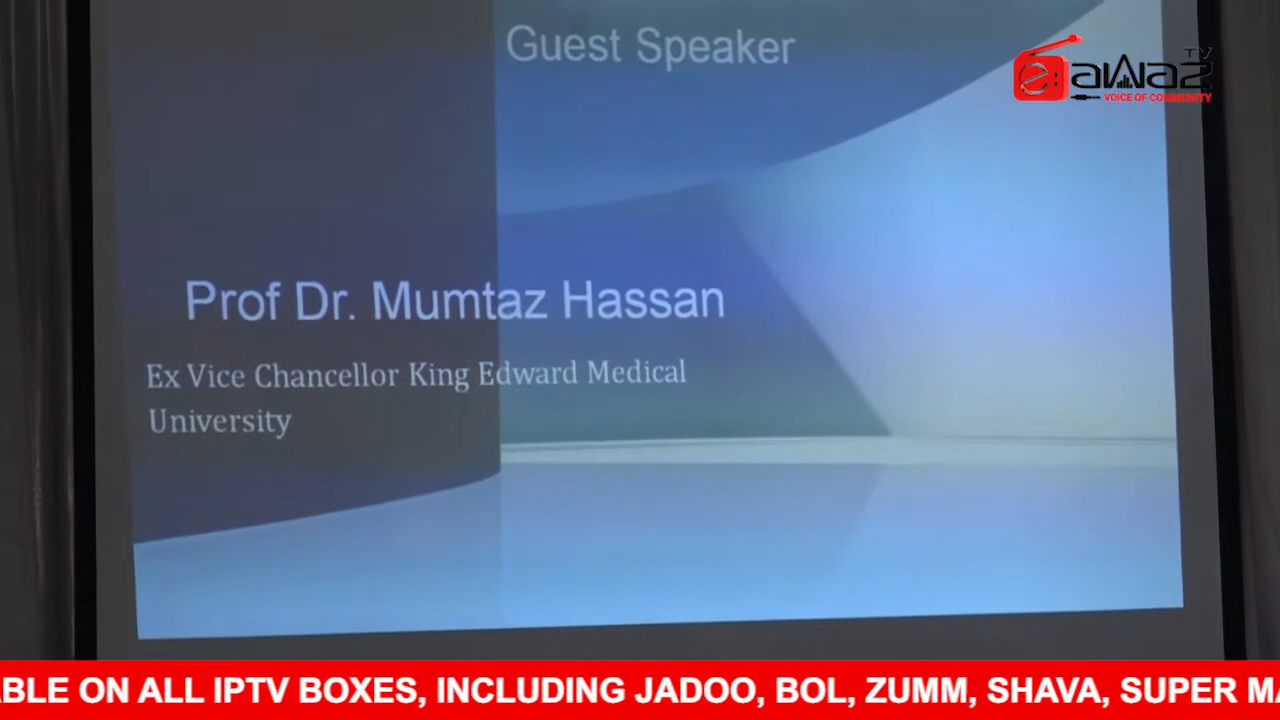 Guest Speaker
TV
e awaz
VOICE OF COMMUNITY
Prof Dr. Mumtaz Hassan
Ex Vice Chancellor King Edward Medical
University
ABLE ON ALL IPTV BOXES, INCLUDING JADOO, BOL, ZUMM, SHAVA, SUPER MA